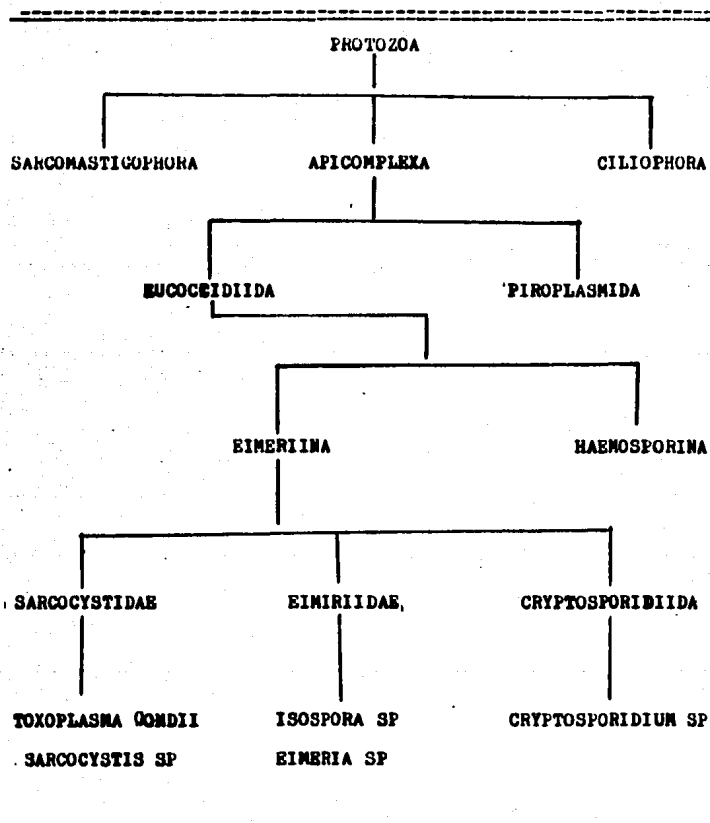 PROTOZOA
SARCOMASTIGOPHORA APICOMPLEXA CILIOPHORA
EUCOCCIDIIDA PIROPLASMIDA
EIMERIINA HAEMOSPORINA
SARCOCYSTIDAE EIMIRIIDAE, CRYPTOSPORIDIIDA
TOXOPLASMA GONDII ISOSPORA SP CRYPTOSPORIDIUM SP
SARCOCYSTIS SP EIMERIA SP